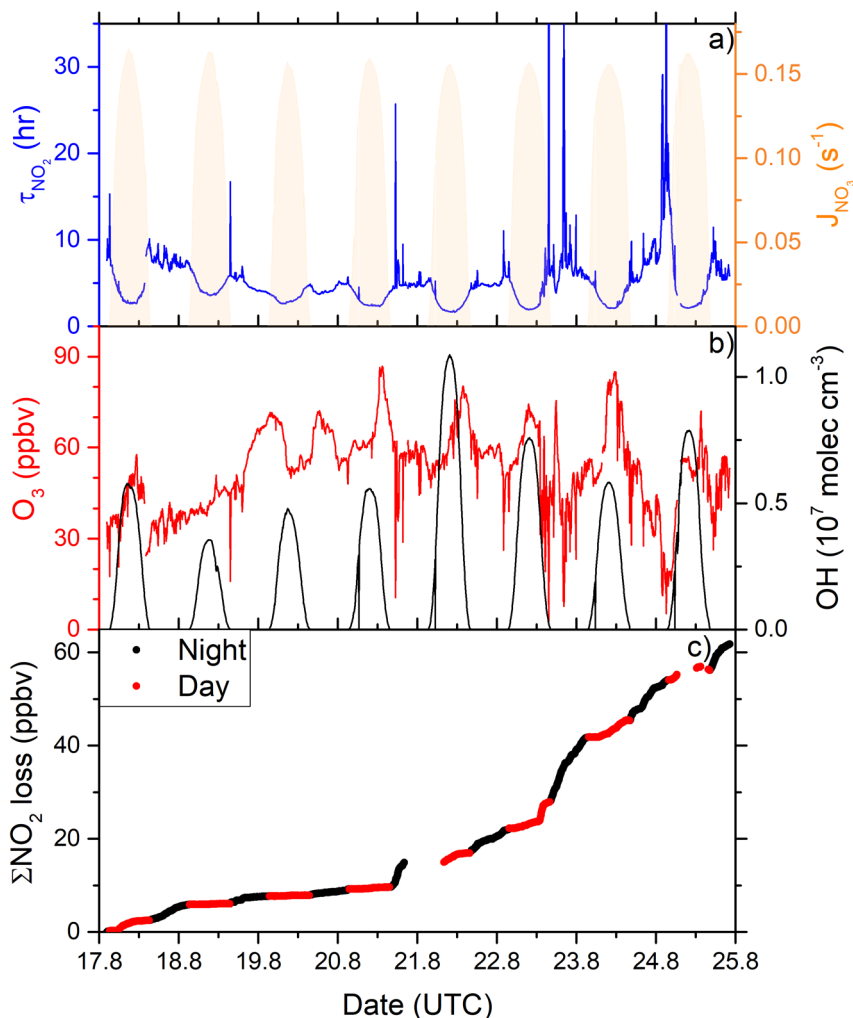 a)
τNO2 (hr)
30
20
10
0
JNO3 (s-1)
0.15
0.10
0.05
0.00
b)
O3 (ppbv)
90
60
30
0
OH (10^7 molec cm-3)
1.0
0.5
0.0
c)
Night
Day
ΣNO2 loss (ppbv)
60
40
20
0
17.8 18.8 19.8 20.8 21.8 22.8 23.8 24.8 25.8
Date (UTC)